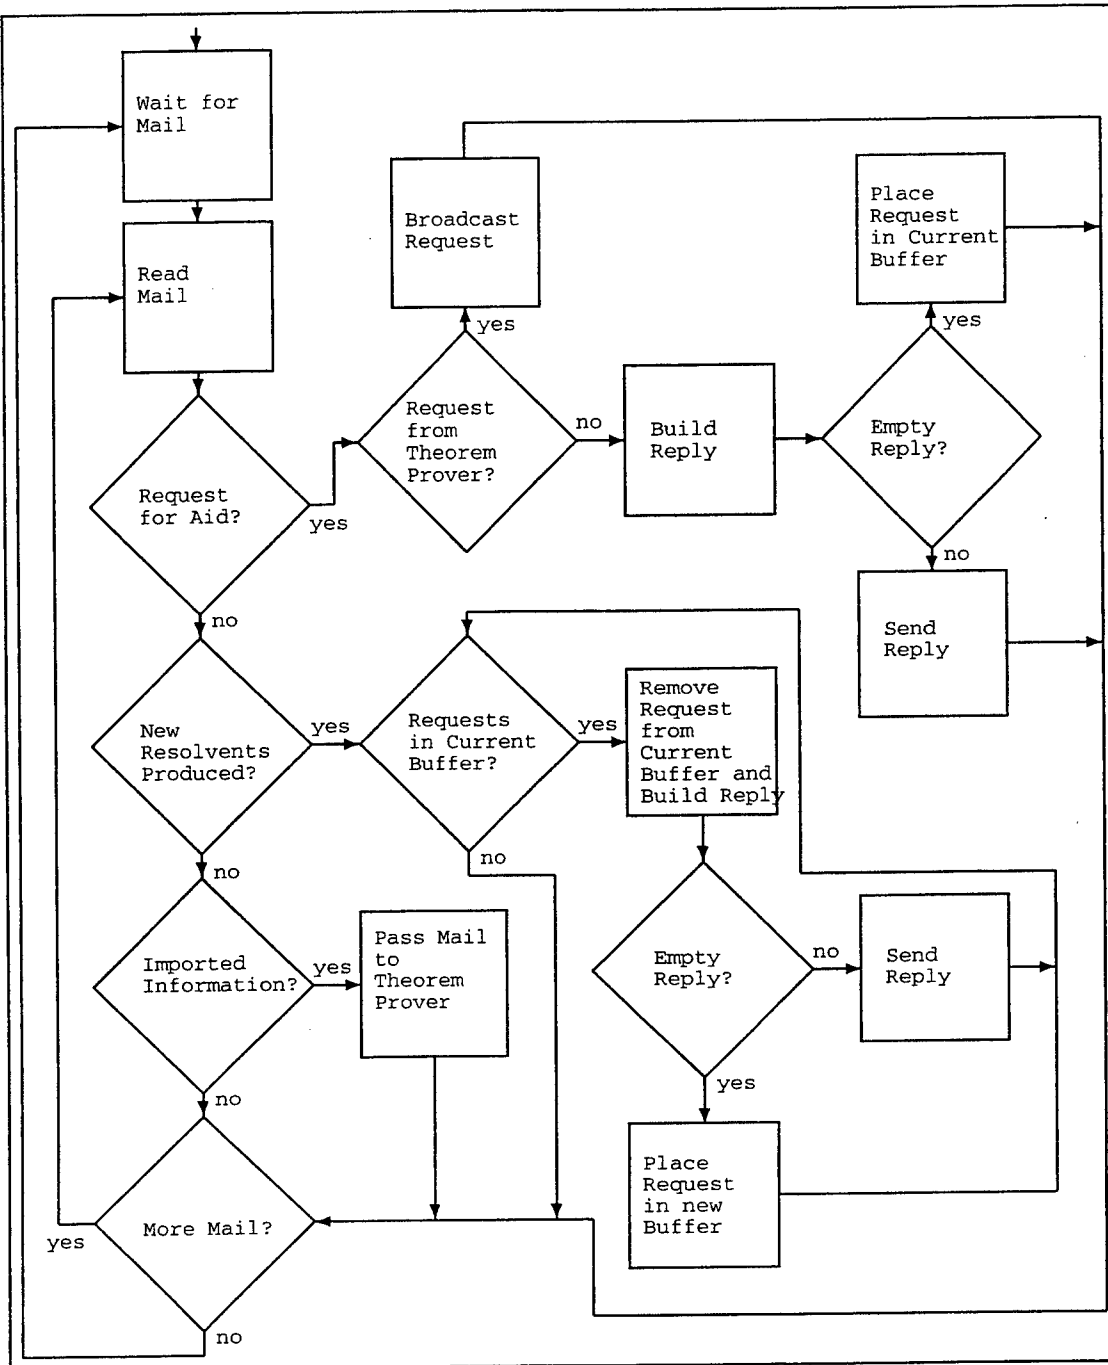 Wait for
Mail
Read
Mail
Request
for Aid?
yes
no
Request
from
Theorem
Prover?
yes
no
Broadcast
Request
Build
Reply
Empty
Reply?
yes
no
Place
Request
in Current
Buffer
Send
Reply
New
Resolvents
Produced?
yes
no
Requests
in Current
Buffer?
yes
no
Remove
Request
from
Current
Buffer and
Build Reply
Empty
Reply?
no
yes
Send
Reply
Place
Request
in new
Buffer
Imported
Information?
yes
no
Pass Mail
to
Theorem
Prover
More Mail?
yes
no